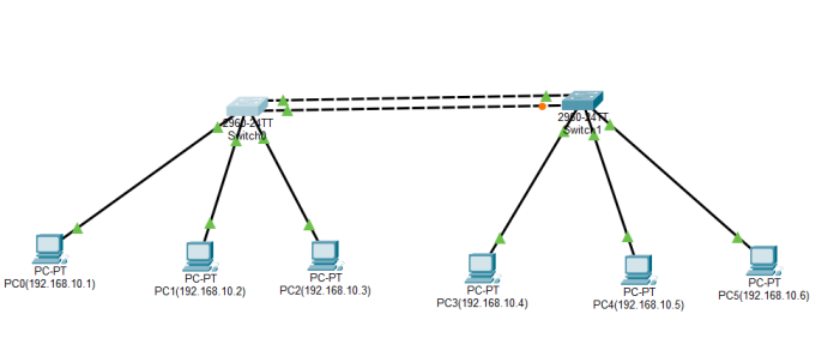 2960-24TT
Switch0
2960-24TT
Switch1
PC-PT
PC0(192.168.10.1)
PC-PT
PC1(192.168.10.2)
PC-PT
PC2(192.168.10.3)
PC-PT
PC3(192.168.10.4)
PC-PT
PC4(192.168.10.5)
PC-PT
PC5(192.168.10.6)